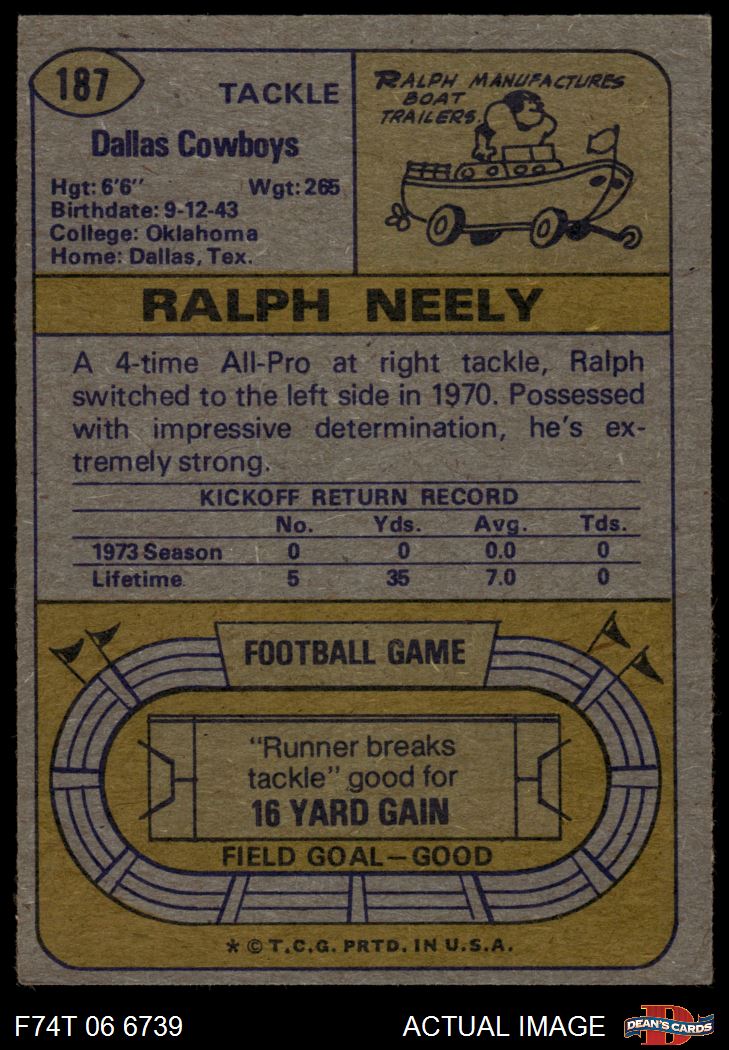 187
TACKLE
Dallas Cowboys
Hgt: 6'6" Wgt: 265
Birthdate: 9-12-43
College: Oklahoma
Home: Dallas, Tex.
RALPH MANUFACTURES
BOAT
TRAILERS.
RALPH NEELY
A 4-time All-Pro at right tackle, Ralph
switched to the left side in 1970. Possessed
with impressive determination, he's ex-
tremely strong.
KICKOFF RETURN RECORD
No. Yds. Avg. Tds.
1973 Season 0 0 0.0 0
Lifetime 5 35 7.0 0
FOOTBALL GAME
"Runner breaks
tackle" good for
16 YARD GAIN
FIELD GOAL—GOOD
* © T.C.G. PRTD. IN U.S.A.
F74T 06 6739 ACTUAL IMAGE
D
DEAN'S CARDS